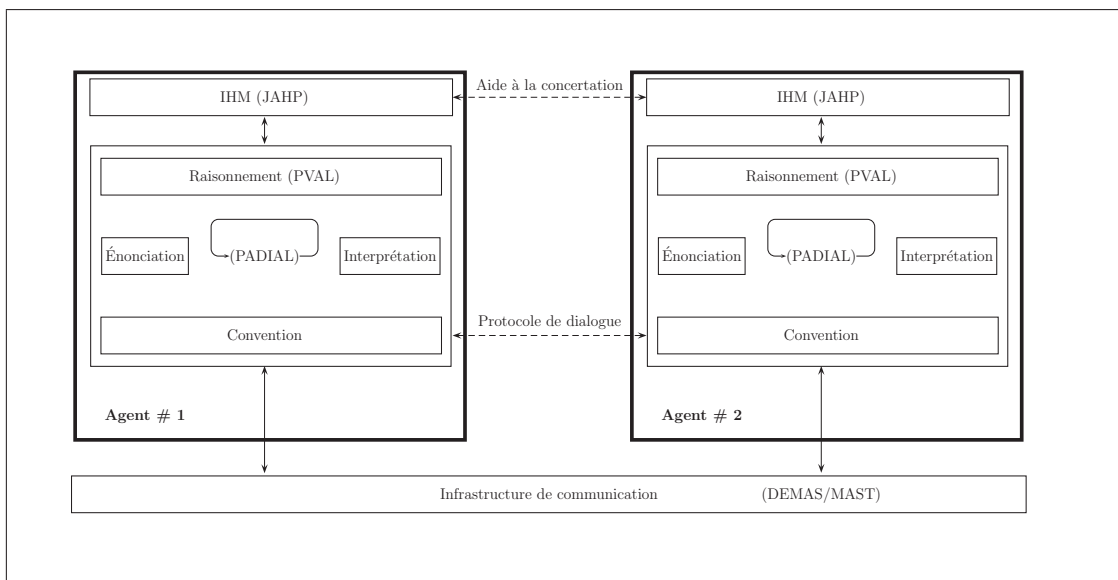 Aide à la concertation
IHM (JAHP)
IHM (JAHP)
Raisonnement (PVAL)
Raisonnement (PVAL)
Énonciation
(PADIAL)
Interprétation
Énonciation
(PADIAL)
Interprétation
Protocole de dialogue
Convention
Convention
Agent # 1
Agent # 2
Infrastructure de communication (DEMAS/MAST)